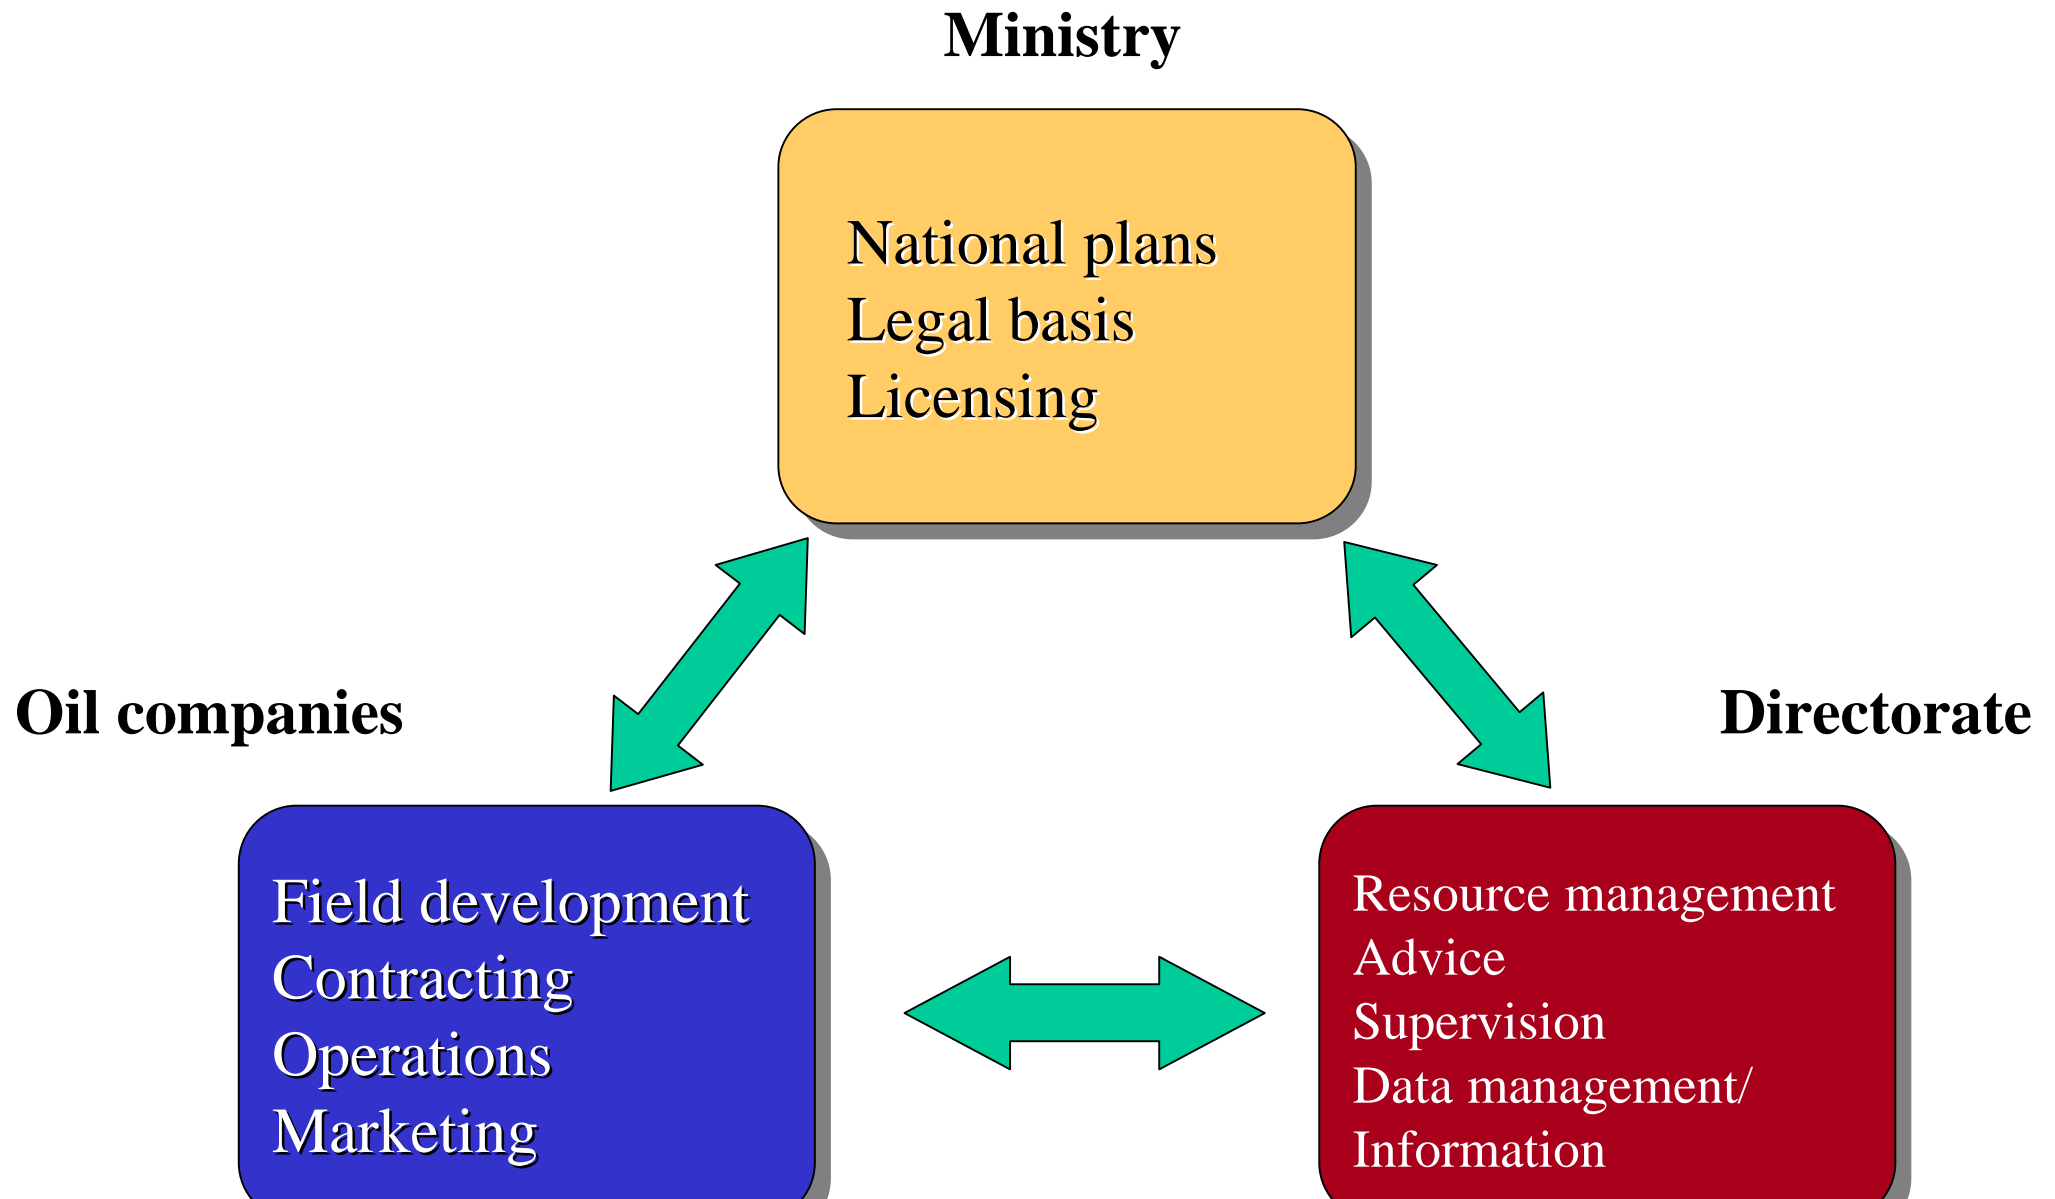 Ministry
National plans
Legal basis
Licensing
Oil companies
Directorate
Field development
Contracting
Operations
Marketing
Resource management
Advice
Supervision
Data management/
Information